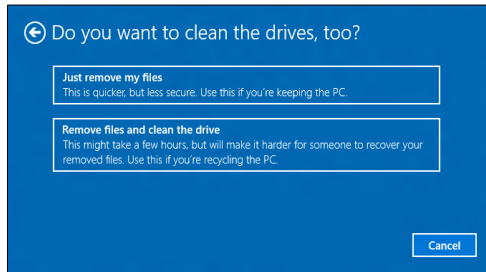 Do you want to clean the drives, too?
Just remove my files
This is quicker, but less secure. Use this if you're keeping the PC.
Remove files and clean the drive
This might take a few hours, but will make it harder for someone to recover your
removed files. Use this if you're recycling the PC.
Cancel